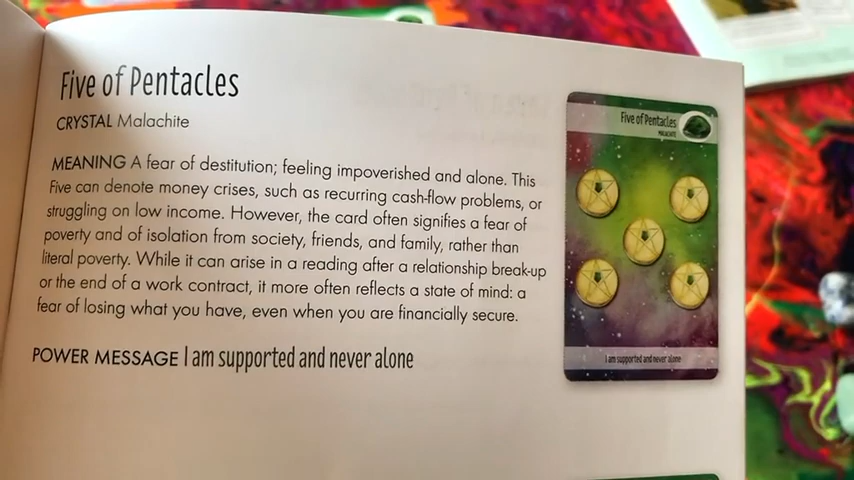 Five of Pentacles
CRYSTAL Malachite
MEANING A fear of destitution; feeling impoverished and alone. This
Five can denote money crises, such as recurring cash-flow problems, or
struggling on low income. However, the card often signifies a fear of
poverty and of isolation from society, friends, and family, rather than
literal poverty. While it can arise in a reading after a relationship break-up
or the end of a work contract, it more often reflects a state of mind: a
fear of losing what you have, even when you are financially secure.
POWER MESSAGE I am supported and never alone
Five of Pentacles
MALACHITE
I am supported and never alone